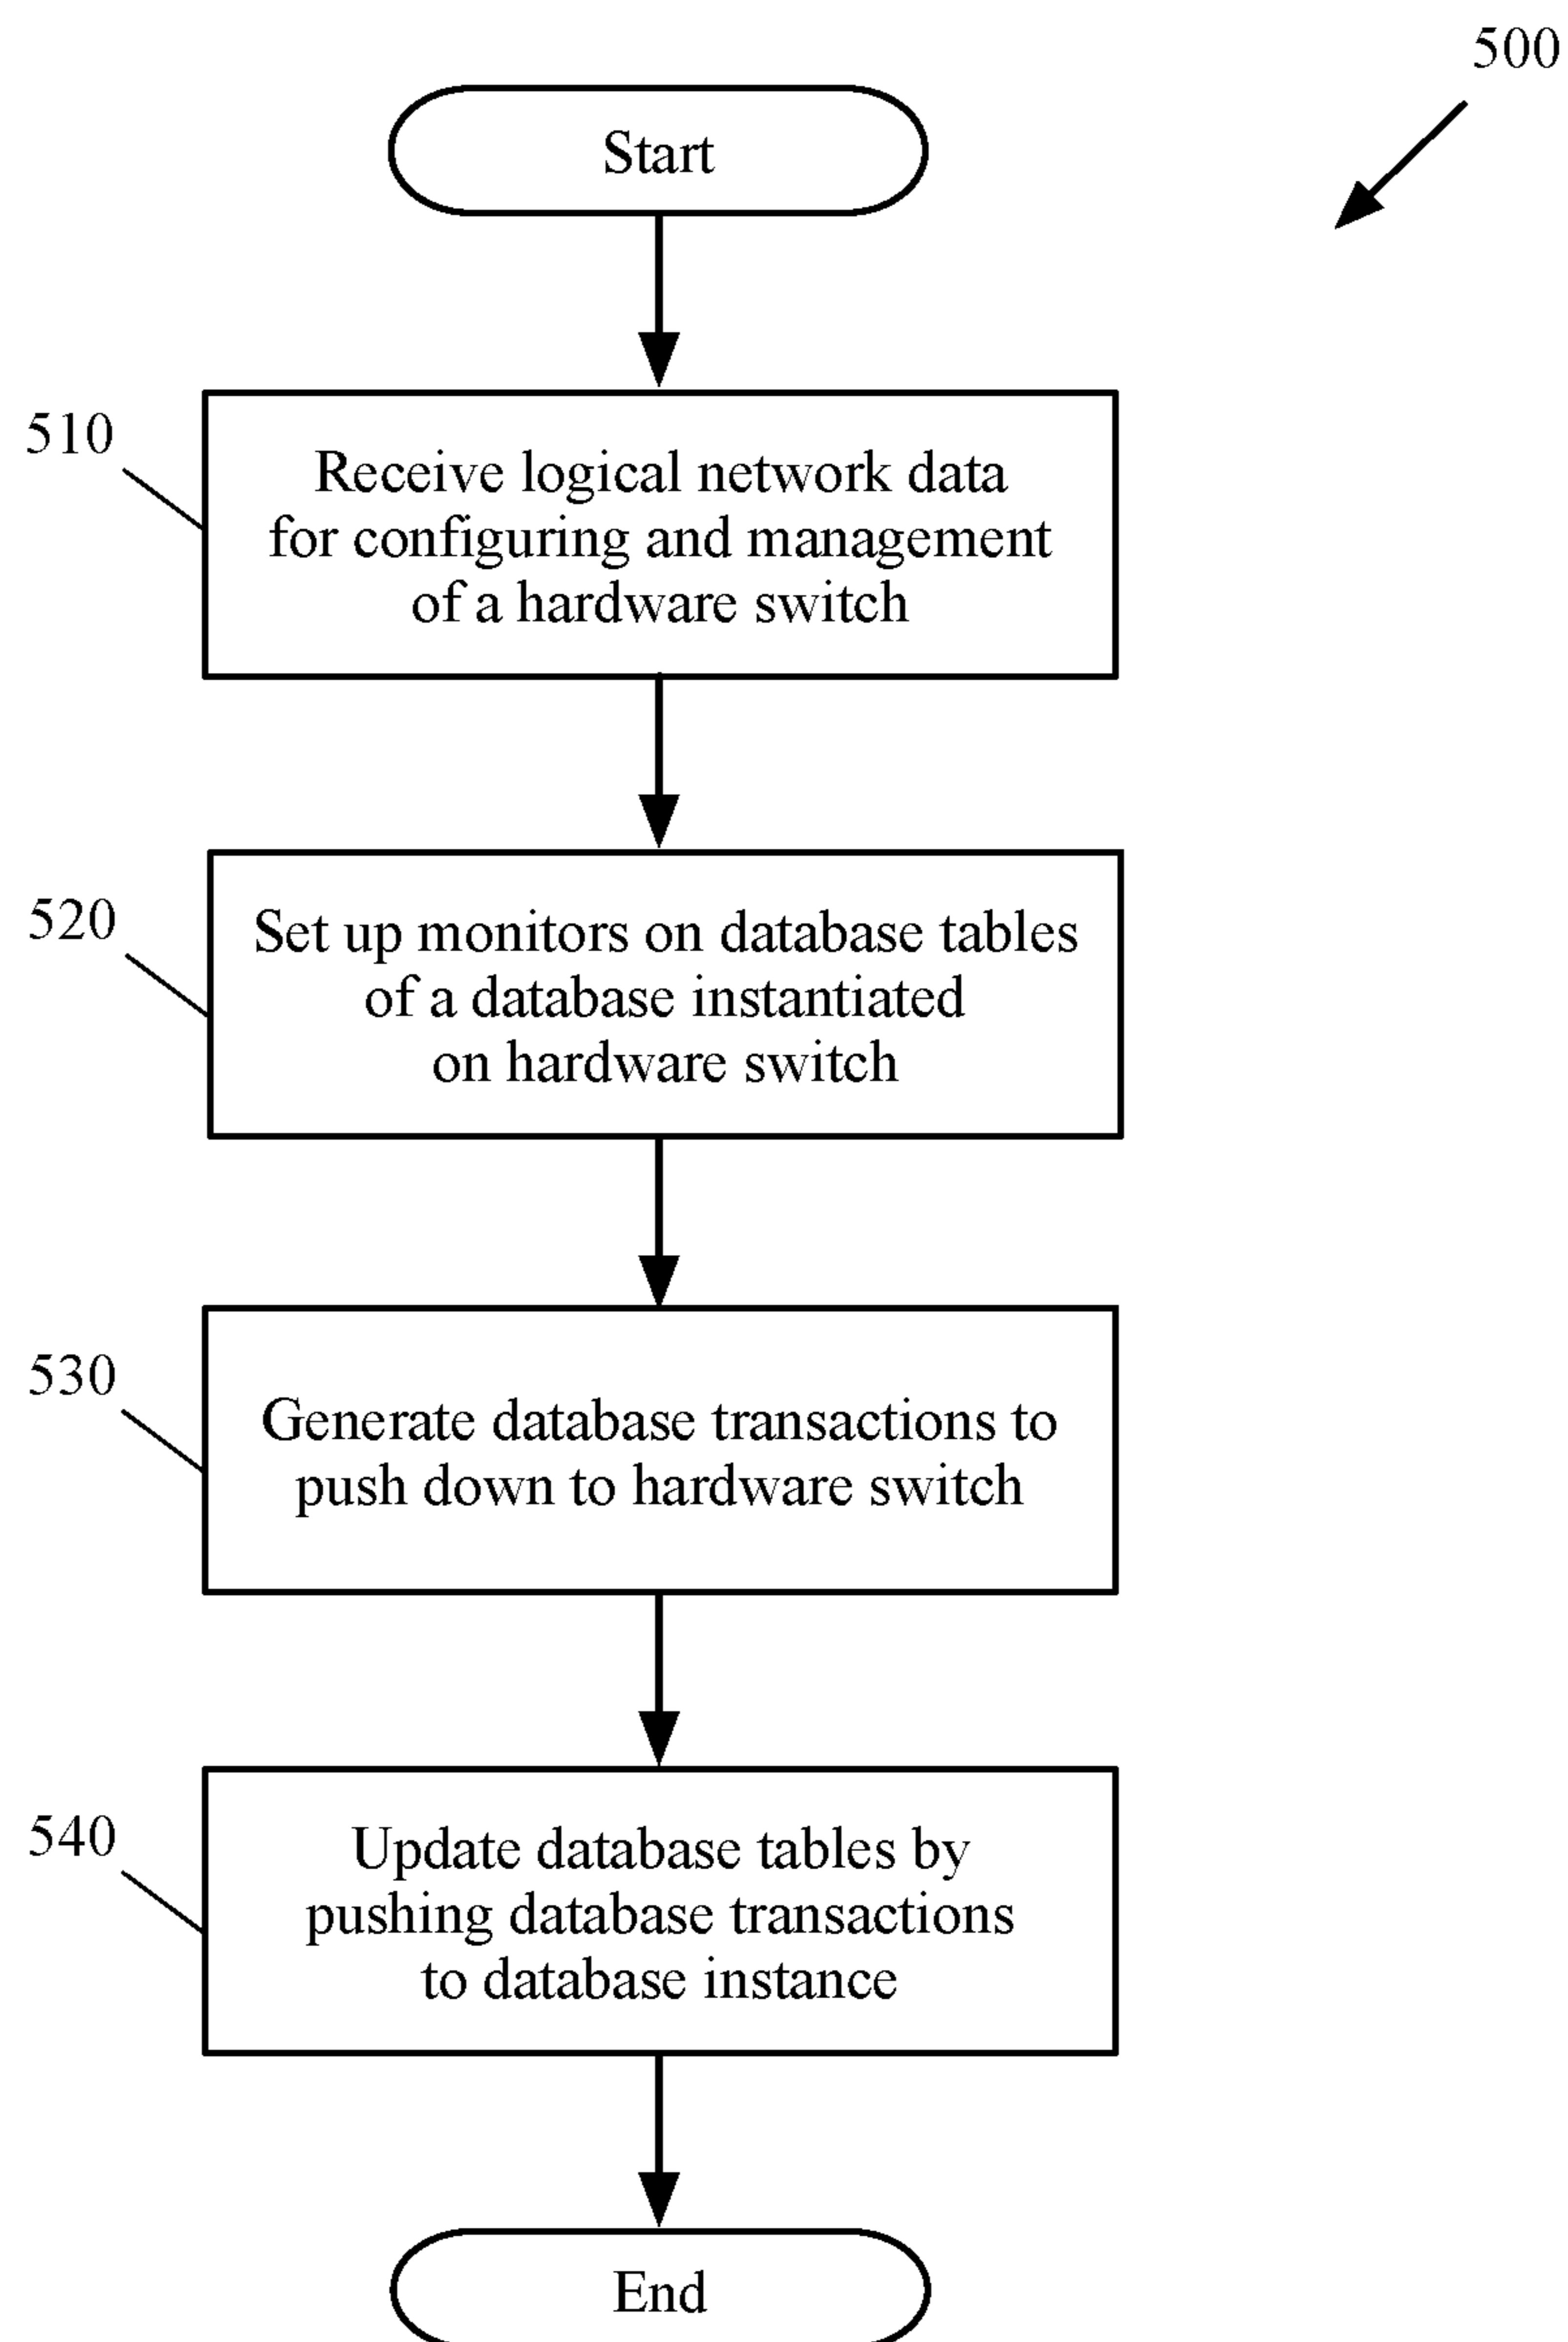 500
Start
510
Receive logical network data
for configuring and management
of a hardware switch
520
Set up monitors on database tables
of a database instantiated
on hardware switch
530
Generate database transactions to
push down to hardware switch
540
Update database tables by
pushing database transactions
to database instance
End